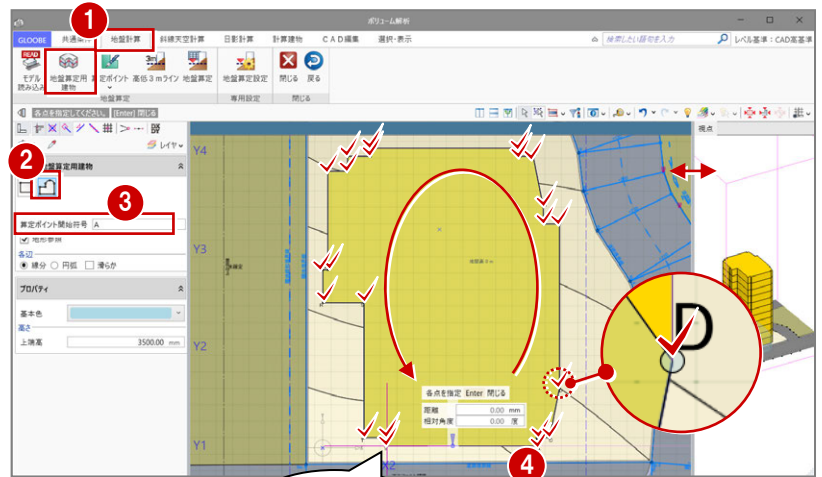 ボリューム解析
1
GLOOBE 共通条件 地盤計算 斜線天空計算 日影計算 計算建物 CAD編集 選択・表示
検索したい語句を入力 レベル基準：CAD高基準
READ
モデル読み込み
地盤算定用建物
算定ポイント
高低3mライン
地盤算定
地盤算定設定
閉じる
戻る
地盤算定 専用設定 閉じる
各点を指定してください。 [Enter] 閉じる
レイヤ
視点
2
地盤算定用建物
3
算定ポイント開始符号 A
地形参照
各辺
線分 円弧 滑らか
プロパティ
基本色
高さ
上端高 3500.00 mm
Y4
Y3
Y2
Y1
X2
D
各点を指定 Enter 閉じる
距離 0.00 mm
相対角度 0.00 度
4